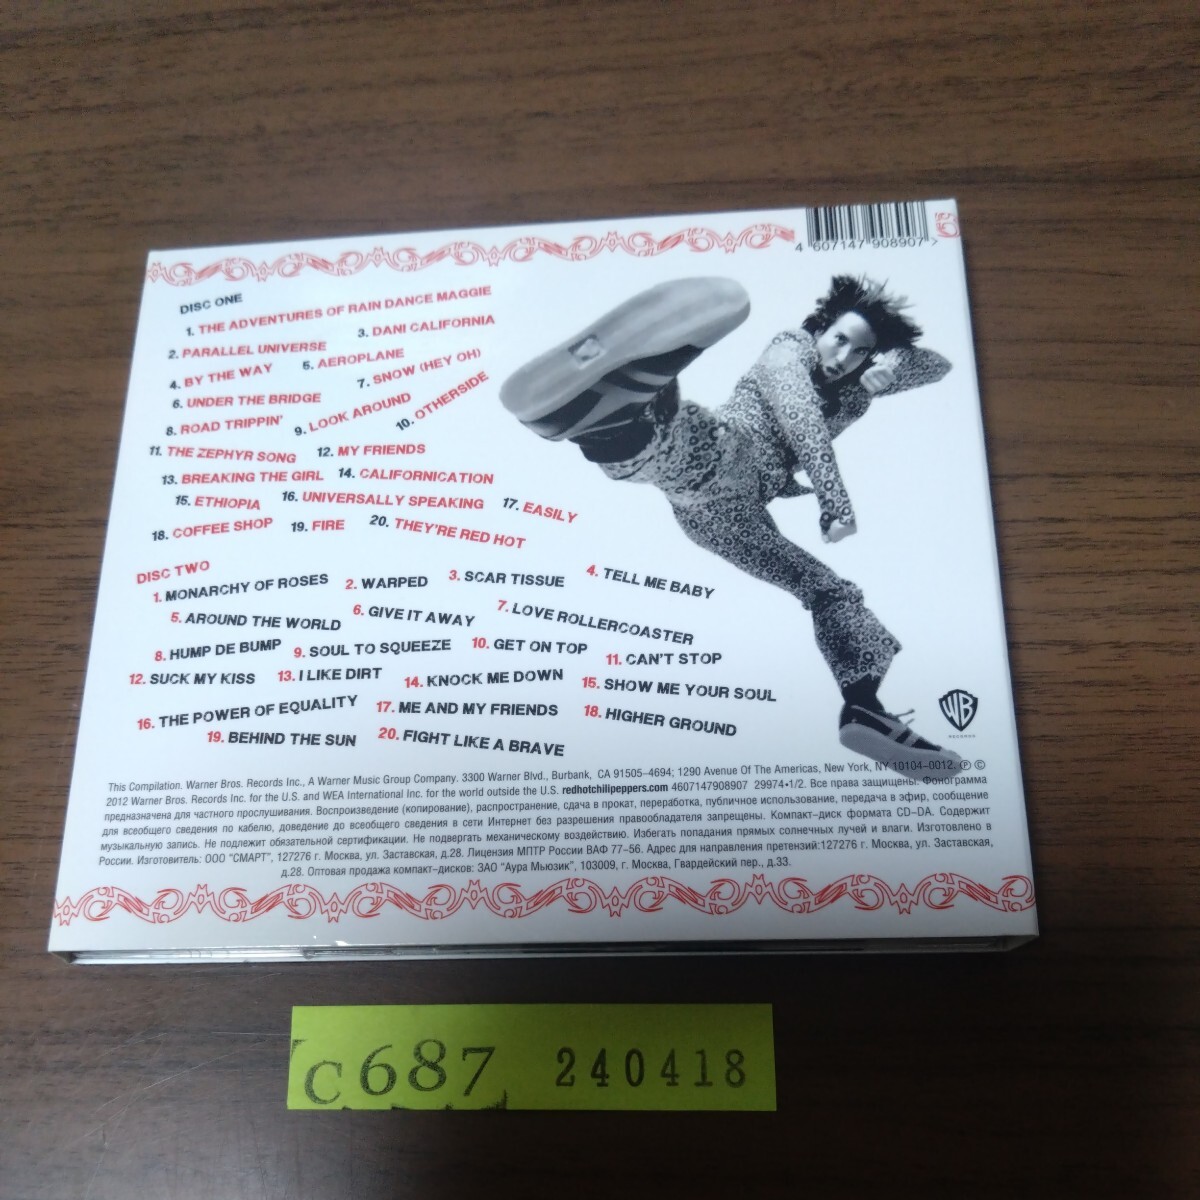 4 607147 908907 >
DISC ONE
1. THE ADVENTURES OF RAIN DANCE MAGGIE
2. PARALLEL UNIVERSE 3. DANI CALIFORNIA
4. BY THE WAY 5. AEROPLANE
6. UNDER THE BRIDGE 7. SNOW (HEY OH)
8. ROAD TRIPPIN' 9. LOOK AROUND 10. OTHERSIDE
11. THE ZEPHYR SONG 12. MY FRIENDS
13. BREAKING THE GIRL 14. CALIFORNICATION
15. ETHIOPIA 16. UNIVERSALLY SPEAKING 17. EASILY
18. COFFEE SHOP 19. FIRE 20. THEY'RE RED HOT
DISC TWO
1. MONARCHY OF ROSES 2. WARPED 3. SCAR TISSUE 4. TELL ME BABY
5. AROUND THE WORLD 6. GIVE IT AWAY 7. LOVE ROLLERCOASTER
8. HUMP DE BUMP 9. SOUL TO SQUEEZE 10. GET ON TOP 11. CAN'T STOP
12. SUCK MY KISS 13. I LIKE DIRT 14. KNOCK ME DOWN 15. SHOW ME YOUR SOUL
16. THE POWER OF EQUALITY 17. ME AND MY FRIENDS 18. HIGHER GROUND
19. BEHIND THE SUN 20. FIGHT LIKE A BRAVE
WB
RECORDS
This Compilation. Warner Bros. Records Inc., A Warner Music Group Company. 3300 Warner Blvd., Burbank, CA 91505-4694; 1290 Avenue Of The Americas, New York, NY 10104-0012. ℗ ©
2012 Warner Bros. Records Inc. for the U.S. and WEA International Inc. for the world outside the U.S. redhotchilipeppers.com 4607147908907 29974•1/2. Все права защищены. Фонограмма
предназначена для частного прослушивания. Воспроизведение (копирование), распространение, сдача в прокат, переработка, публичное использование, передача в эфир, сообщение
для всеобщего сведения по кабелю, доведение до всеобщего сведения в сети Интернет без разрешения правообладателя запрещены. Компакт-диск формата CD-DA. Содержит
музыкальную запись. Не подлежит обязательной сертификации. Не подвергать механическому воздействию. Избегать попадания прямых солнечных лучей и влаги. Изготовлено в
России. Изготовитель: ООО "СМАРТ", 127276 г. Москва, ул. Заставская, д.28. Лицензия МПТР России ВАФ 77-56. Адрес для направления претензий:127276 г. Москва, ул. Заставская,
д.28. Оптовая продажа компакт-дисков: ЗАО "Аура Мьюзик", 103009, г. Москва, Гвардейский пер., д.33.
c687 240418